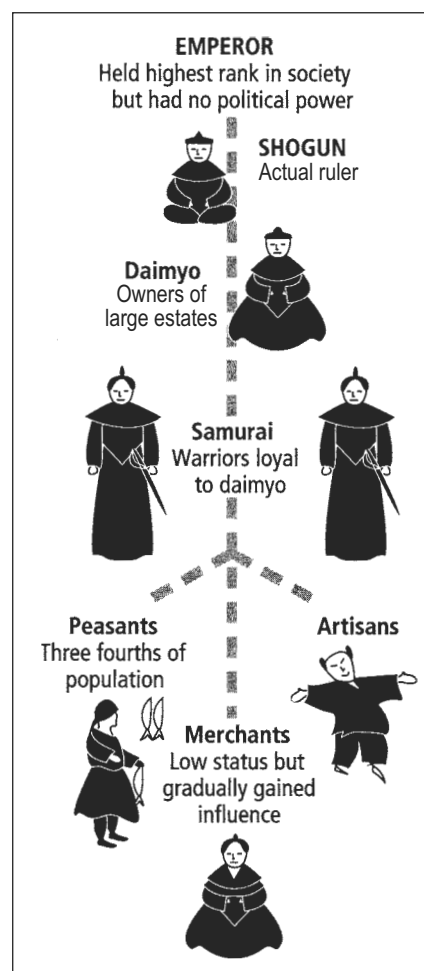 EMPEROR
Held highest rank in society
but had no political power
SHOGUN
Actual ruler
Daimyo
Owners of
large estates
Samurai
Warriors loyal
to daimyo
Peasants
Three fourths of
population
Artisans
Merchants
Low status but
gradually gained
influence